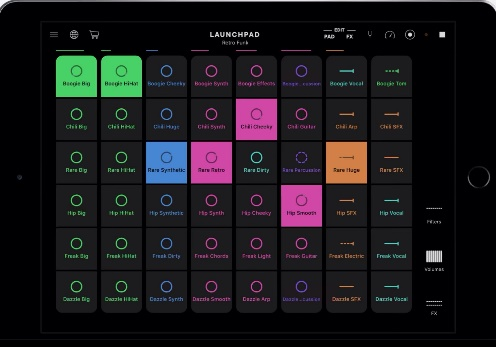 LAUNCHPAD
Retro Funk
EDIT
PAD FX
Boogie Big Boogie HiHat Boogie Cheeky Boogie Synth Boogie Effects Boogie Vocal Boogie Tom
Chili Big Chili HiHat Chili Huge Chili Synth Chili Cheeky Chili Guitar Chili SFX
Rare Big Rare HiHat Rare Synthetic Rare Retro Rare Dirty Rare Percussion Rare Huge Rare SFX
Hip Big Hip HiHat Hip Synthetic Hip Synth Hip Cheeky Hip Smooth Hip SFX Hip Vocal
Filters
Freak Big Freak HiHat Freak Dirty Freak Chords Freak Light Freak Guitar Freak Electric Freak Vocal
Volumes
Dazzle Big Dazzle HiHat Dazzle Synth Dazzle Smooth Dazzle Arp Dazzle SFX Dazzle Vocal
FX